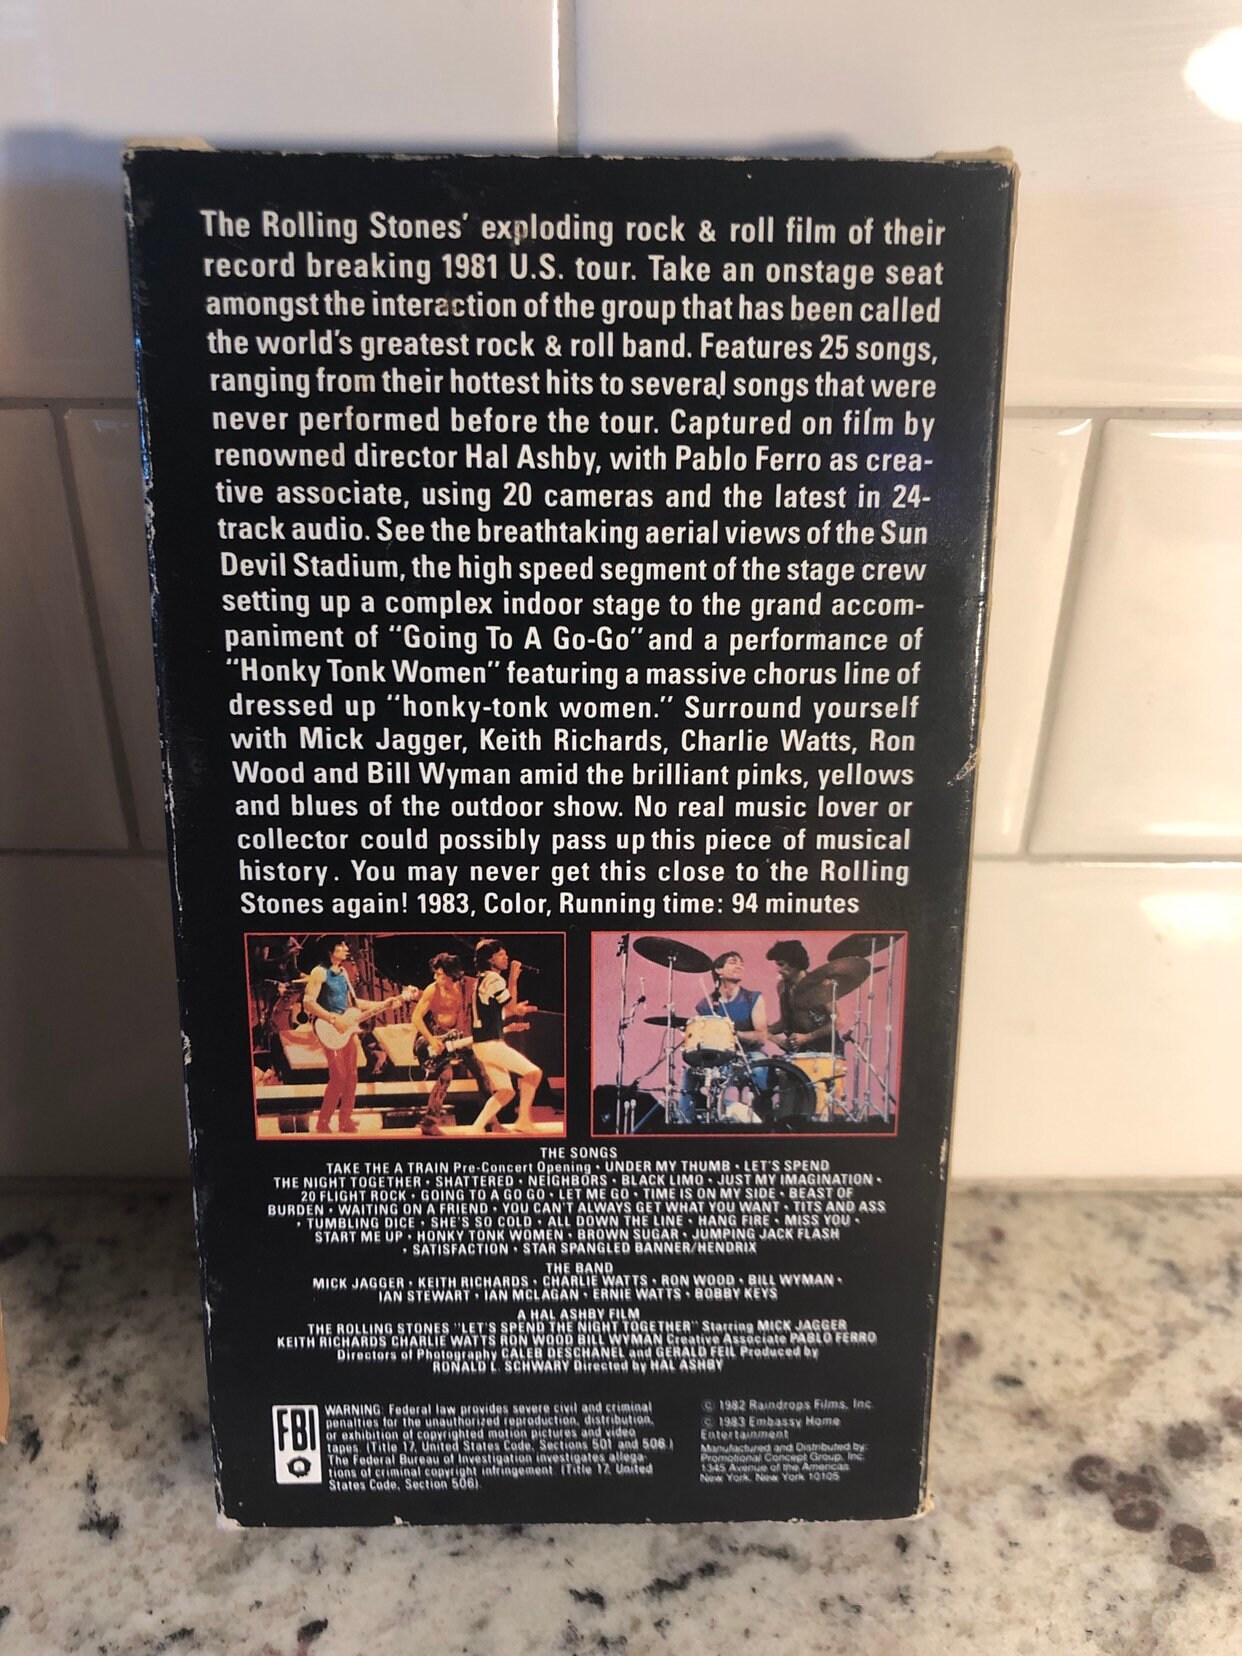 The Rolling Stones' exploding rock & roll film of their
record breaking 1981 U.S. tour. Take an onstage seat
amongst the interaction of the group that has been called
the world's greatest rock & roll band. Features 25 songs,
ranging from their hottest hits to several songs that were
never performed before the tour. Captured on film by
renowned director Hal Ashby, with Pablo Ferro as crea-
tive associate, using 20 cameras and the latest in 24-
track audio. See the breathtaking aerial views of the Sun
Devil Stadium, the high speed segment of the stage crew
setting up a complex indoor stage to the grand accom-
paniment of "Going To A Go-Go" and a performance of
"Honky Tonk Women" featuring a massive chorus line of
dressed up "honky-tonk women." Surround yourself
with Mick Jagger, Keith Richards, Charlie Watts, Ron
Wood and Bill Wyman amid the brilliant pinks, yellows
and blues of the outdoor show. No real music lover or
collector could possibly pass up this piece of musical
history. You may never get this close to the Rolling
Stones again! 1983, Color, Running time: 94 minutes
THE SONGS
TAKE THE A TRAIN Pre-Concert Opening • UNDER MY THUMB • LET'S SPEND
THE NIGHT TOGETHER • SHATTERED • NEIGHBORS • BLACK LIMO • JUST MY IMAGINATION •
20 FLIGHT ROCK • GOING TO A GO GO • LET ME GO • TIME IS ON MY SIDE • BEAST OF
BURDEN • WAITING ON A FRIEND • YOU CAN'T ALWAYS GET WHAT YOU WANT • TITS AND ASS
• TUMBLING DICE • SHE'S SO COLD • ALL DOWN THE LINE • HANG FIRE • MISS YOU •
START ME UP • HONKY TONK WOMEN • BROWN SUGAR • JUMPING JACK FLASH
• SATISFACTION • STAR SPANGLED BANNER/HENDRIX
THE BAND
MICK JAGGER • KEITH RICHARDS • CHARLIE WATTS • RON WOOD • BILL WYMAN •
IAN STEWART • IAN MCLAGAN • ERNIE WATTS • BOBBY KEYS
A HAL ASHBY FILM
THE ROLLING STONES "LET'S SPEND THE NIGHT TOGETHER" Starring MICK JAGGER
KEITH RICHARDS CHARLIE WATTS RON WOOD BILL WYMAN Creative Associate PABLO FERRO
Directors of Photography CALEB DESCHANEL and GERALD FEIL Produced by
RONALD L. SCHWARY Directed by HAL ASHBY
FBI
WARNING: Federal law provides severe civil and criminal
penalties for the unauthorized reproduction, distribution,
or exhibition of copyrighted motion pictures and video
tapes. (Title 17, United States Code, Sections 501 and 506.)
The Federal Bureau of Investigation investigates allega-
tions of criminal copyright infringement (Title 17, United
States Code, Section 506).
© 1982 Raindrops Films, Inc.
© 1983 Embassy Home
Entertainment
Manufactured and Distributed by:
Promotional Concept Group, Inc.
1345 Avenue of the Americas
New York, New York 10105